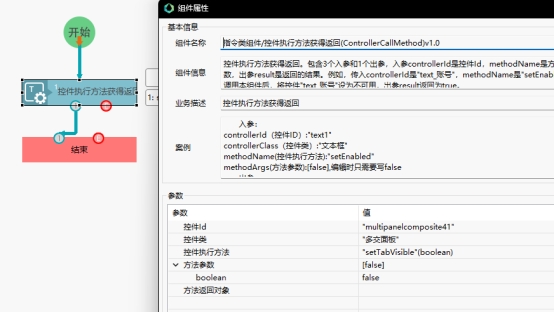 开始
控件执行方法获得返回
1: s
结束
组件属性
基本信息
组件名称
指令类组件/控件执行方法获得返回(ControllerCallMethod)v1.0
组件信息
控件执行方法获得返回。包含3个入参和1个出参，入参controllerId是控件Id，methodName是方
数，出参result是返回的结果。例如，传入controllerId是"text_账号"，methodName是"setEnable
调用本组件后，将控件"text_账号"设为不可用，出参result返回为true。
业务描述
控件执行方法获得返回
案例
入参：
controllerId（控件ID）:"text1"
controllerClass（控件类）:"文本框"
methodName(控件执行方法):"setEnabled"
methodArgs(方法参数):[false],编辑时只需要写false
出参
参数
参数 值
控件Id "multipanelcomposite41"
控件类 "多交面板"
控件执行方法 "setTabVisible"(boolean)
方法参数 [false]
boolean false
方法返回对象